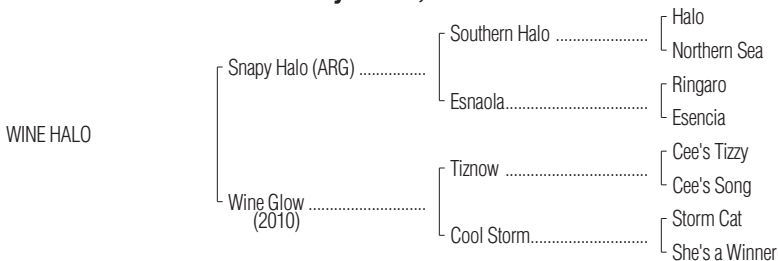 Halo
Southern Halo ......................
Northern Sea
Snapy Halo (ARG) ................
Ringaro
Esnaola..................................
Esencia
WINE HALO
Cee's Tizzy
Tiznow ..................................
Cee's Song
Wine Glow ............................
(2010)
Storm Cat
Cool Storm............................
She's a Winner